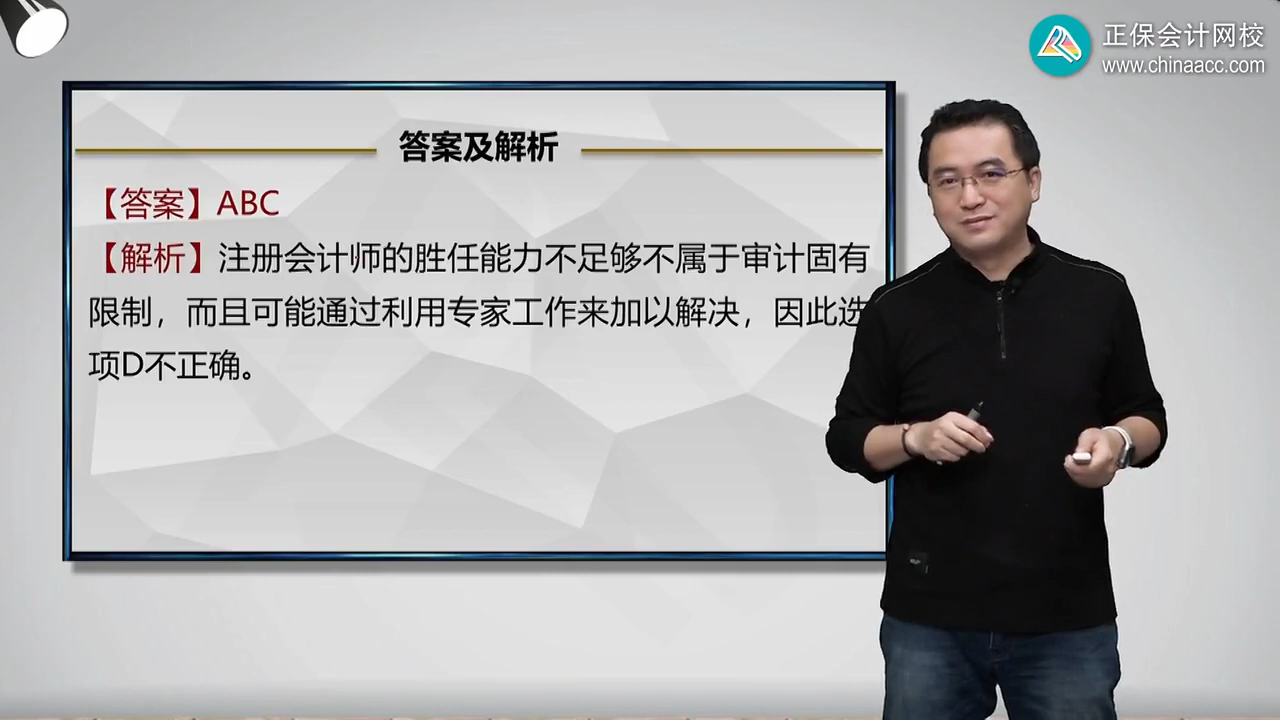 正保会计网校
www.chinaacc.com
答案及解析
【答案】ABC
【解析】注册会计师的胜任能力不足够不属于审计固有
限制，而且可能通过利用专家工作来加以解决，因此选
项D不正确。